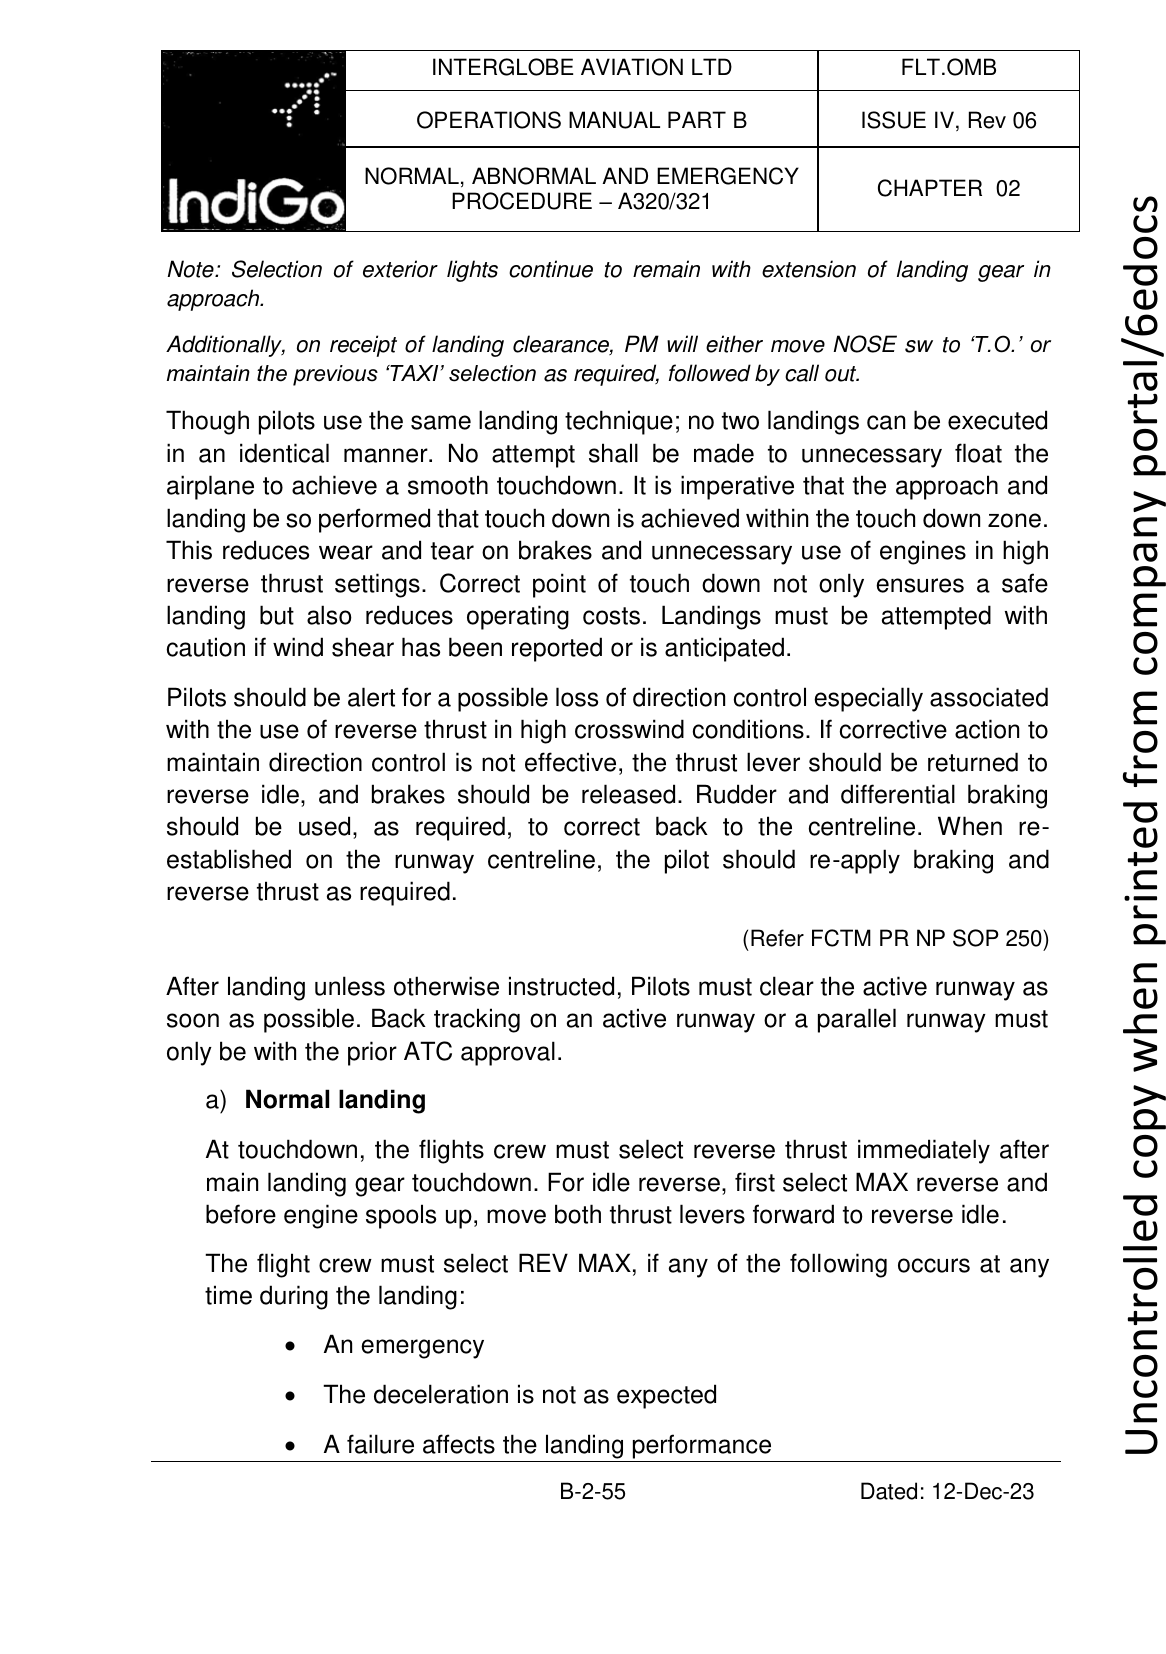 IndiGo
INTERGLOBE AVIATION LTD
FLT.OMB
OPERATIONS MANUAL PART B
ISSUE IV, Rev 06
NORMAL, ABNORMAL AND EMERGENCY
PROCEDURE – A320/321
CHAPTER 02
Note: Selection of exterior lights continue to remain with extension of landing gear in
approach.
Additionally, on receipt of landing clearance, PM will either move NOSE sw to ‘T.O.’ or
maintain the previous ‘TAXI’ selection as required, followed by call out.
Though pilots use the same landing technique; no two landings can be executed
in an identical manner. No attempt shall be made to unnecessary float the
airplane to achieve a smooth touchdown. It is imperative that the approach and
landing be so performed that touch down is achieved within the touch down zone.
This reduces wear and tear on brakes and unnecessary use of engines in high
reverse thrust settings. Correct point of touch down not only ensures a safe
landing but also reduces operating costs. Landings must be attempted with
caution if wind shear has been reported or is anticipated.
Pilots should be alert for a possible loss of direction control especially associated
with the use of reverse thrust in high crosswind conditions. If corrective action to
maintain direction control is not effective, the thrust lever should be returned to
reverse idle, and brakes should be released. Rudder and differential braking
should be used, as required, to correct back to the centreline. When re-
established on the runway centreline, the pilot should re-apply braking and
reverse thrust as required.
(Refer FCTM PR NP SOP 250)
After landing unless otherwise instructed, Pilots must clear the active runway as
soon as possible. Back tracking on an active runway or a parallel runway must
only be with the prior ATC approval.
a) Normal landing
At touchdown, the flights crew must select reverse thrust immediately after
main landing gear touchdown. For idle reverse, first select MAX reverse and
before engine spools up, move both thrust levers forward to reverse idle.
The flight crew must select REV MAX, if any of the following occurs at any
time during the landing:
• An emergency
• The deceleration is not as expected
• A failure affects the landing performance
B-2-55
Dated: 12-Dec-23
Uncontrolled copy when printed from company portal/6edocs